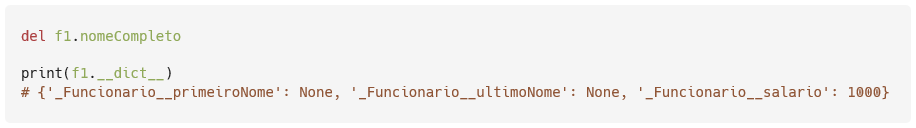 del f1.nomeCompleto
print(f1.__dict__)
# {'_Funcionario__primeiroNome': None, '_Funcionario__ultimoNome': None, '_Funcionario__salario': 1000}